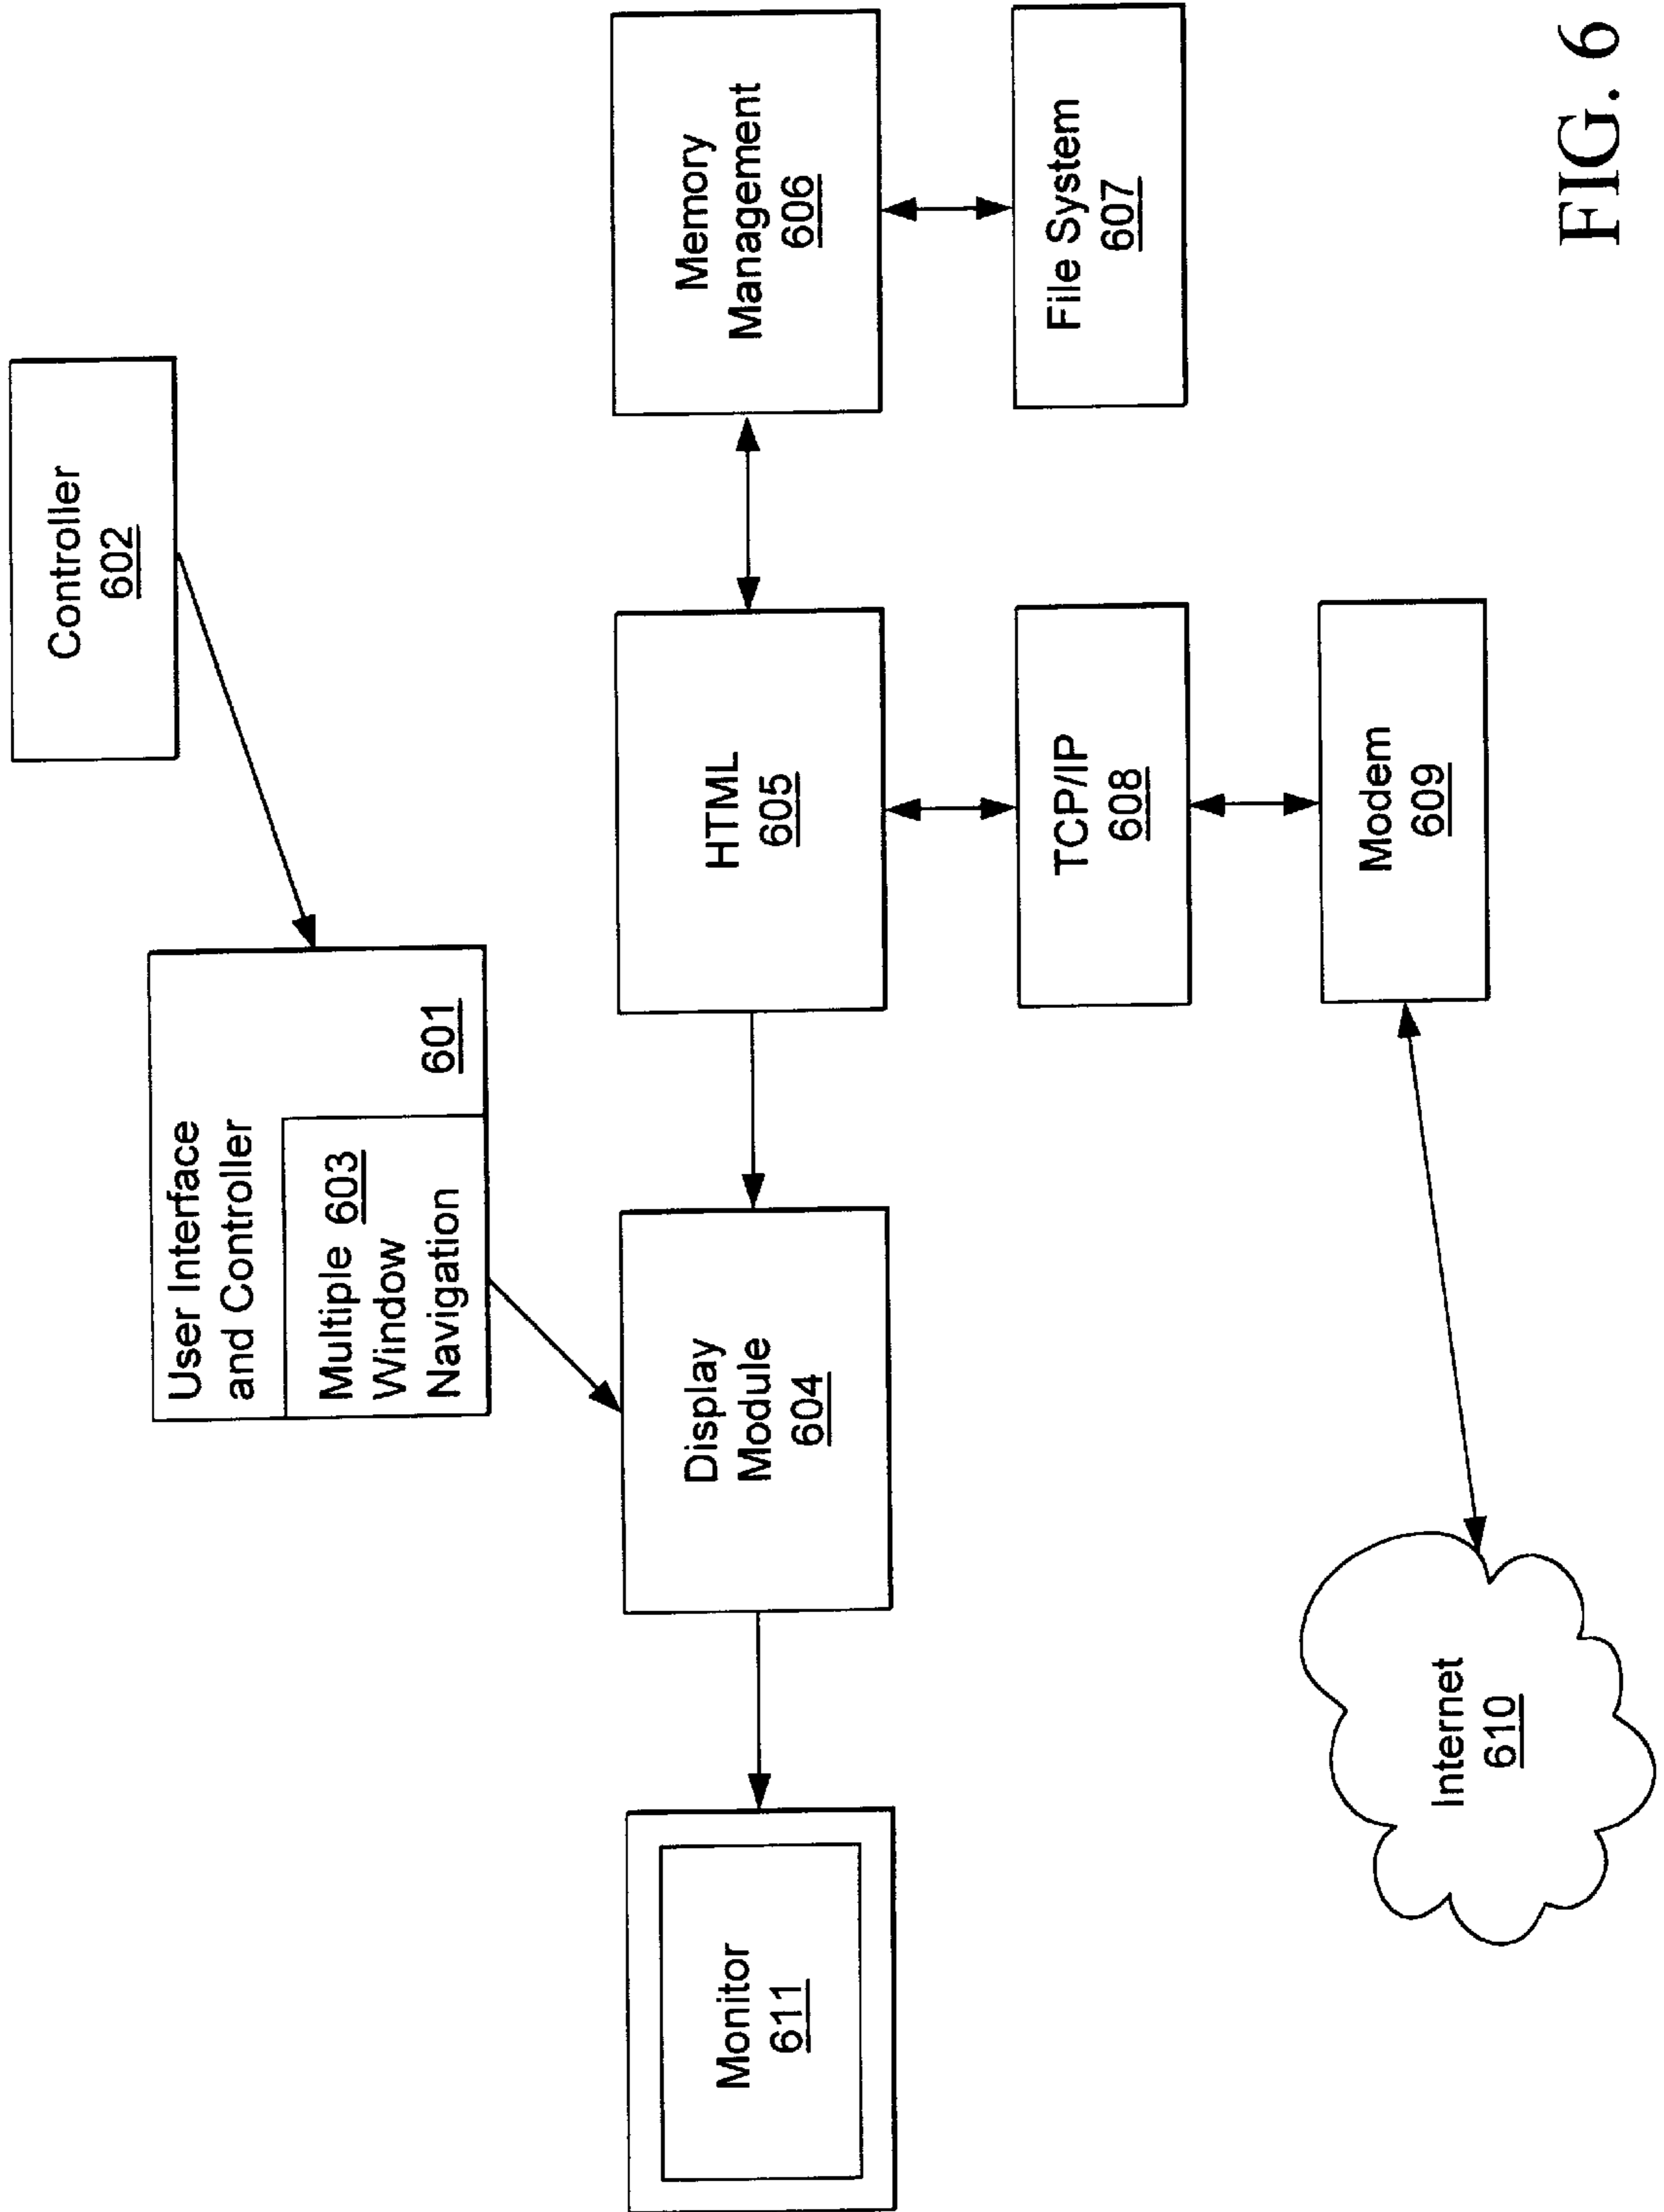 Controller
602
User Interface
and Controller
601
Multiple 603
Window
Navigation
Monitor
611
Display
Module
604
HTML
605
Memory
Management
606
TCP/IP
608
File System
607
Internet
610
Modem
609
FIG. 6